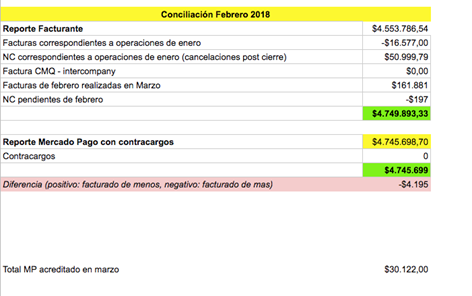 Conciliación Febrero 2018
Reporte Facturante $4.553.786,54
Facturas correspondientes a operaciones de enero -$16.577,00
NC correspondientes a operaciones de enero (cancelaciones post cierre) $50.999,79
Factura CMQ - intercompany $0,00
Facturas de febrero realizadas en Marzo $161.881
NC pendientes de febrero -$197
$4.749.893,33
Reporte Mercado Pago con contracargos $4.745.698,70
Contracargos 0
$4.745.699
Diferencia (positivo: facturado de menos, negativo: facturado de mas) -$4.195
Total MP acreditado en marzo $30.122,00